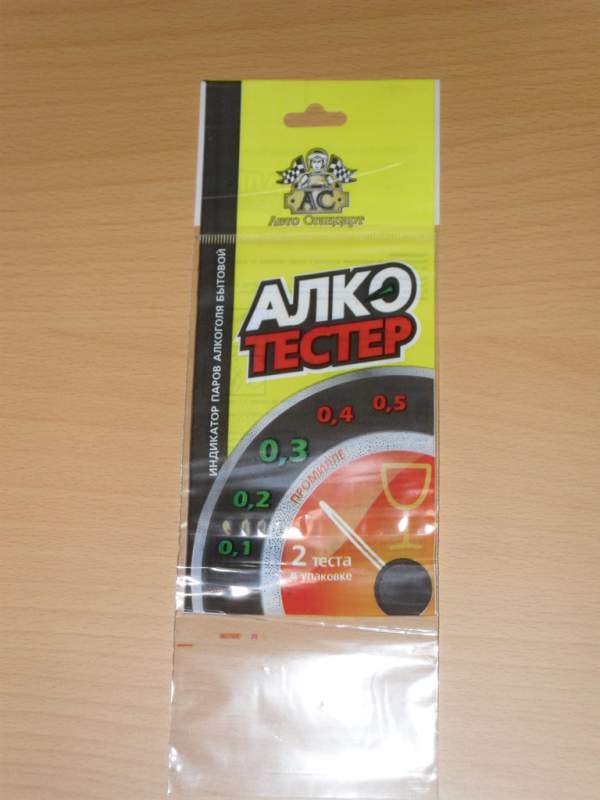 АС
Авто Стандарт
АЛКО
ТЕСТЕР
ИНДИКАТОР ПАРОВ АЛКОГОЛЯ БЫТОВОЙ
0,5
0,4
0,3
0,2
0,1
ПРОМИЛЛЕ
2 теста
в упаковке